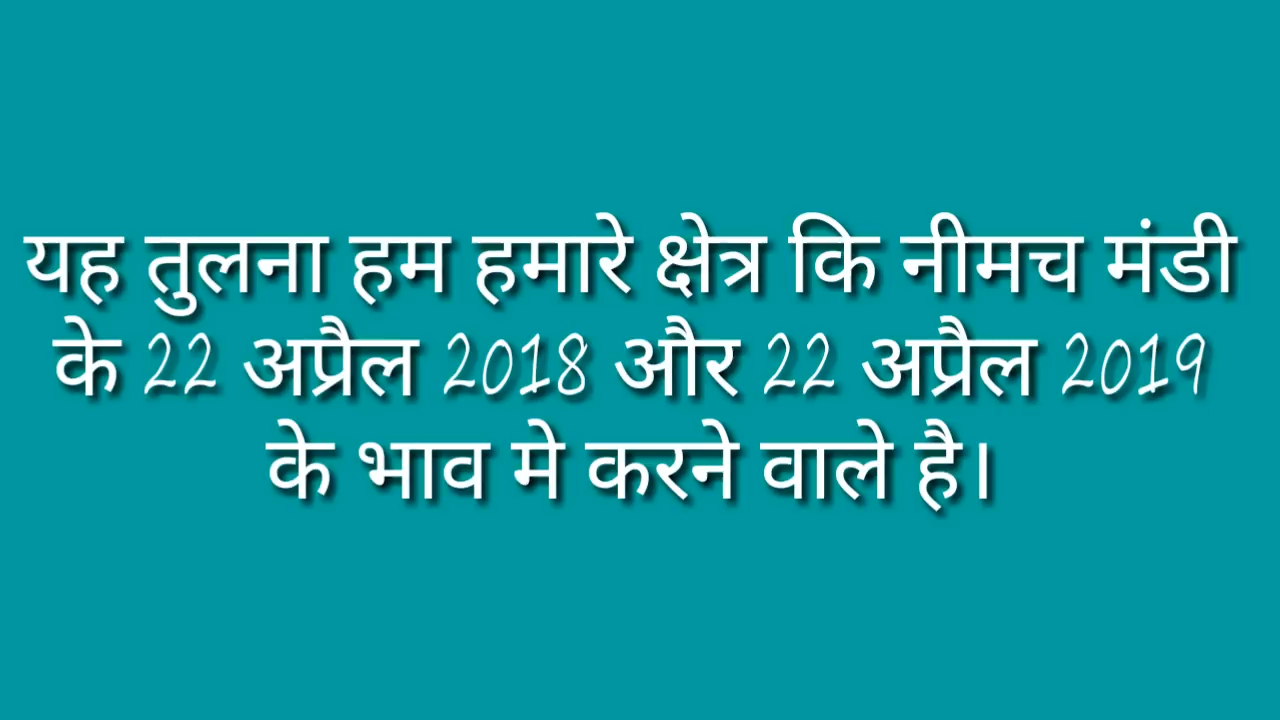 यह तुलना हम हमारे क्षेत्र कि नीमच मंडी
के 22 अप्रैल 2018 और 22 अप्रैल 2019
के भाव मे करने वाले है।